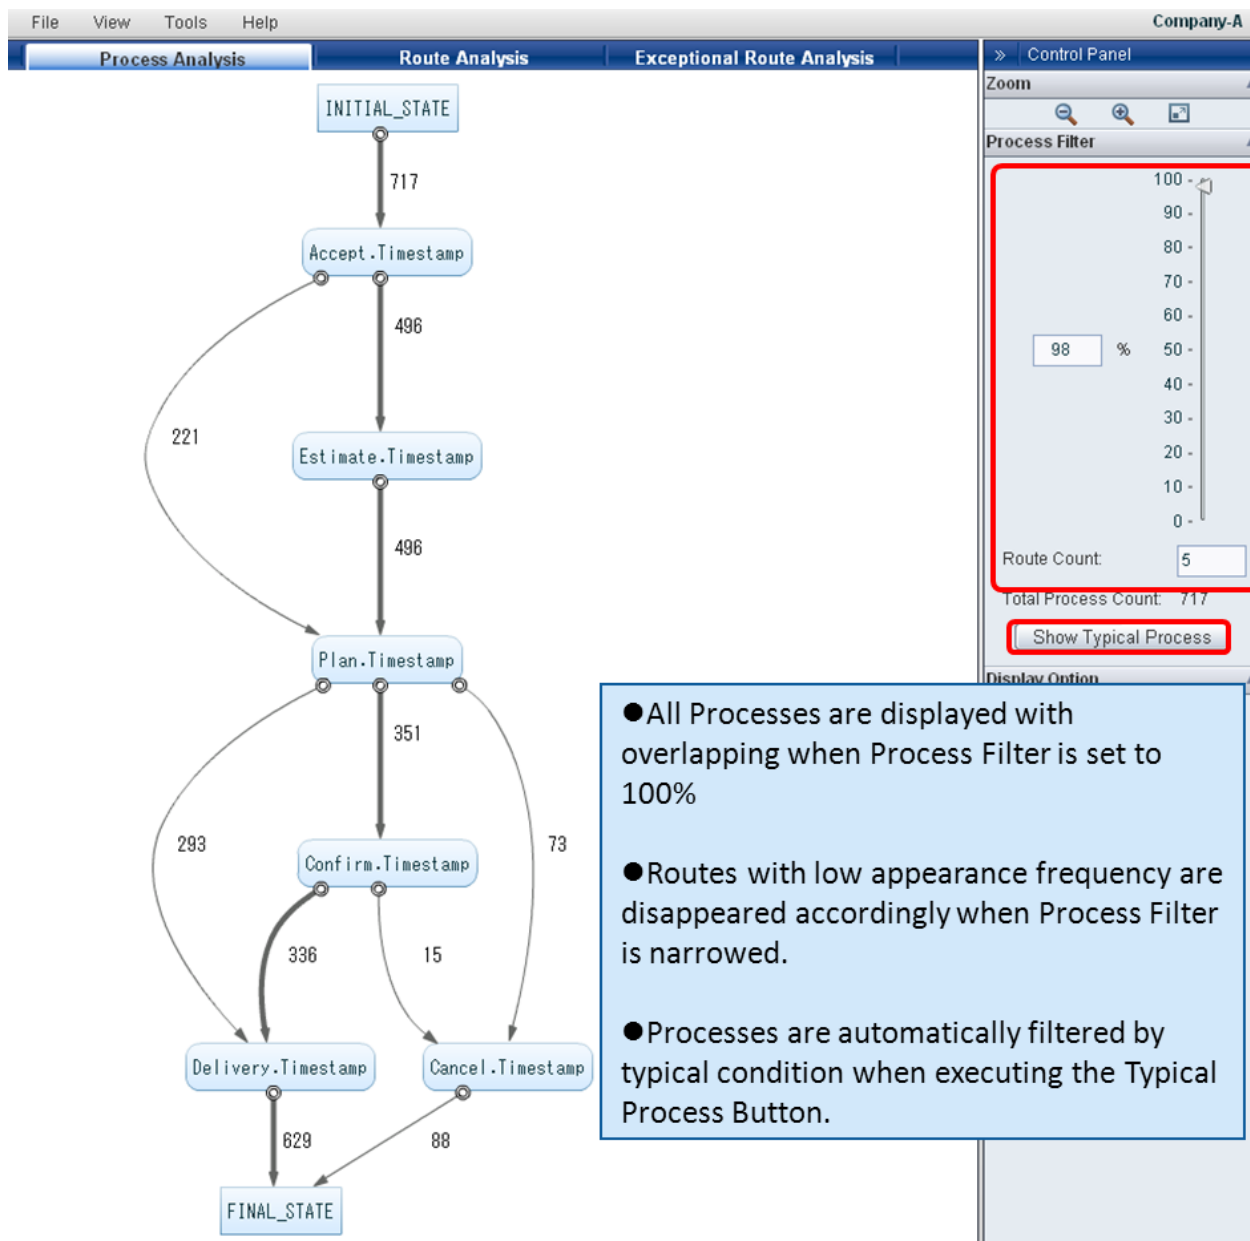 File View Tools Help Company-A
Process Analysis Route Analysis Exceptional Route Analysis » Control Panel
Zoom
Process Filter
INITIAL_STATE
717
Accept.Timestamp
496
221
Estimate.Timestamp
496
Plan.Timestamp
351
293
73
Confirm.Timestamp
336
15
Delivery.Timestamp
Cancel.Timestamp
629
88
FINAL_STATE
100 -
90 -
80 -
70 -
60 -
98 % 50 -
40 -
30 -
20 -
10 -
0 -
Route Count: 5
Total Process Count: 717
Show Typical Process
Display Option
●All Processes are displayed with
overlapping when Process Filter is set to
100%
●Routes with low appearance frequency are
disappeared accordingly when Process Filter
is narrowed.
●Processes are automatically filtered by
typical condition when executing the Typical
Process Button.